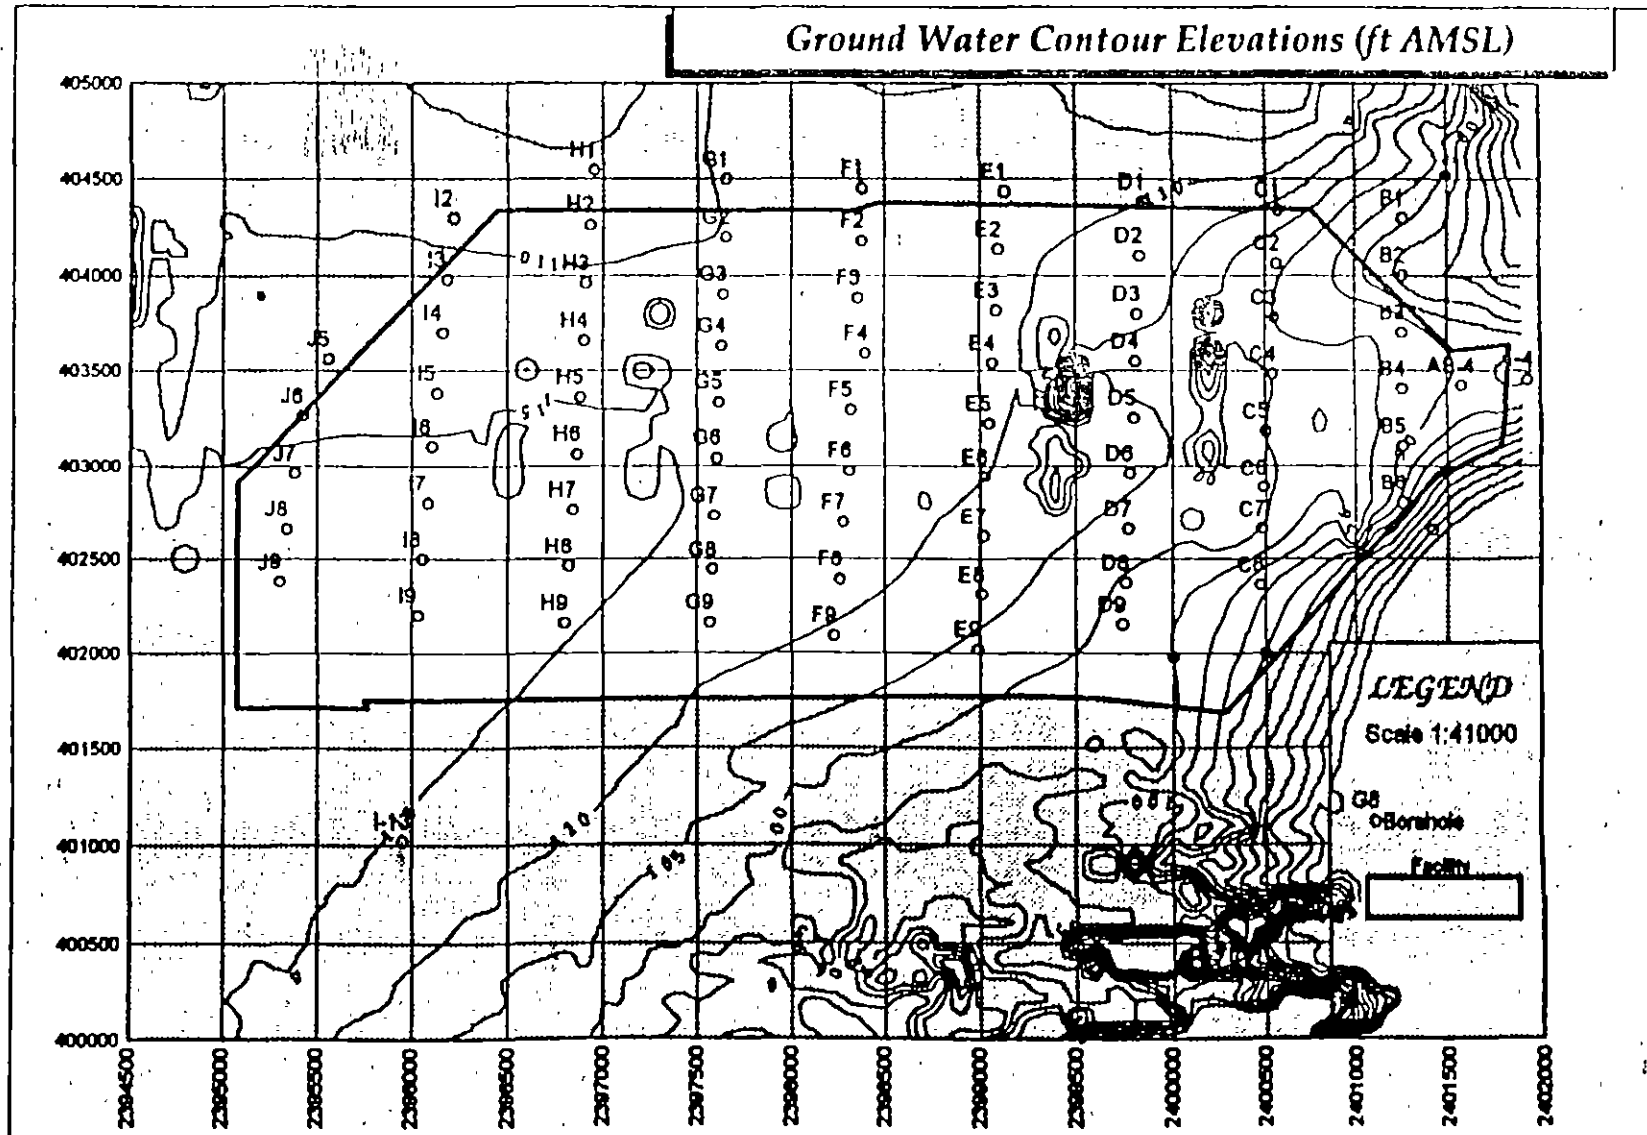 Ground Water Contour Elevations (ft AMSL)
405000
H1 G1 F1 E1 D1
404500
I2 H2 G2 F2 E2 D2 C2 B1
I3 H3 G3 F3 E3 D3 C3 B2
404000
I4 H4 G4 F4 E4 D4 C4 B3
J5 B4
403500
J6 I5 H5 G5 F5 E5 D5 C5 B5
115
J7 I6 H6 G6 F6 E6 D6 C6 B6
403000
J8 I7 H7 G7 F7 E7 D7 C7
402500
J9 I8 H8 G8 F8 E8 D8 C8
I9 H9 G9 F9 E9 D9
402000
LEGEND
Scale 1:41000
401500
G8
Borehole
110
401000
105
Facility
400500
400000
2394500 2395000 2395500 2396000 2396500 2397000 2397500 2398000 2398500 2399000 2399500 2400000 2400500 2401000 2401500 2402000